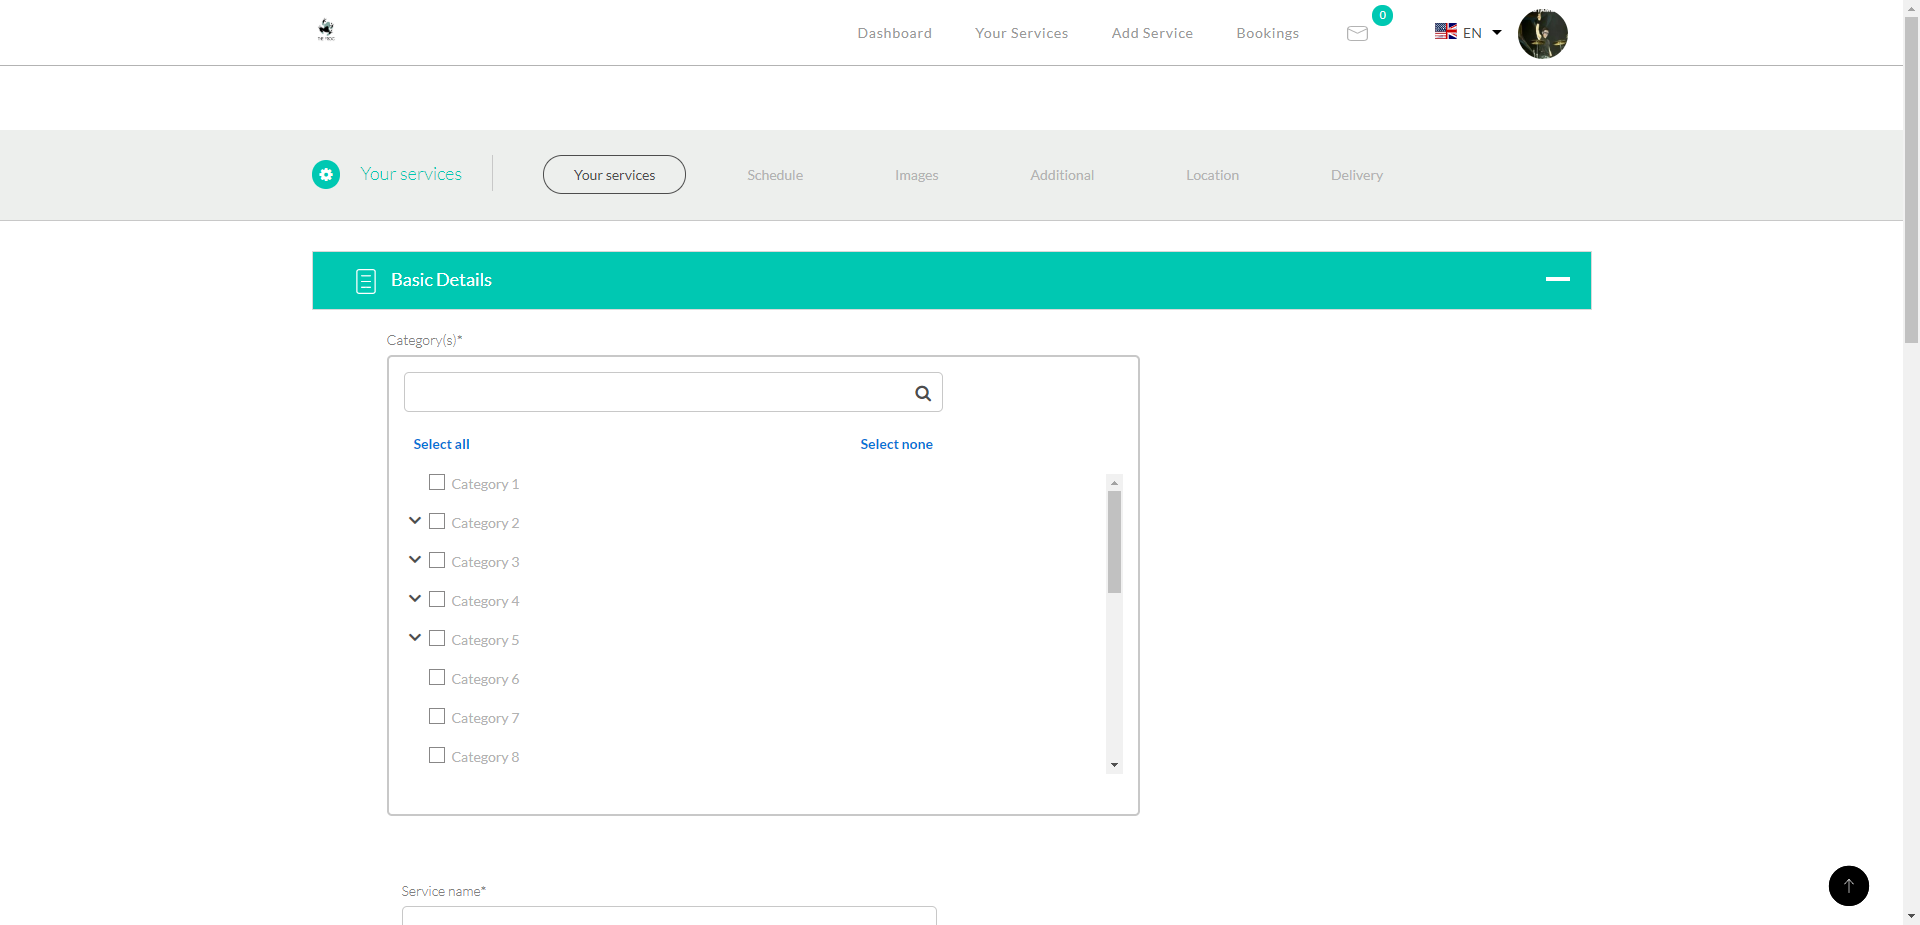 Dashboard
Your Services
Add Service
Bookings
0
EN
Your services
Your services
Schedule
Images
Additional
Location
Delivery
Basic Details
Category(s)*
Select all
Select none
Category 1
Category 2
Category 3
Category 4
Category 5
Category 6
Category 7
Category 8
Service name*